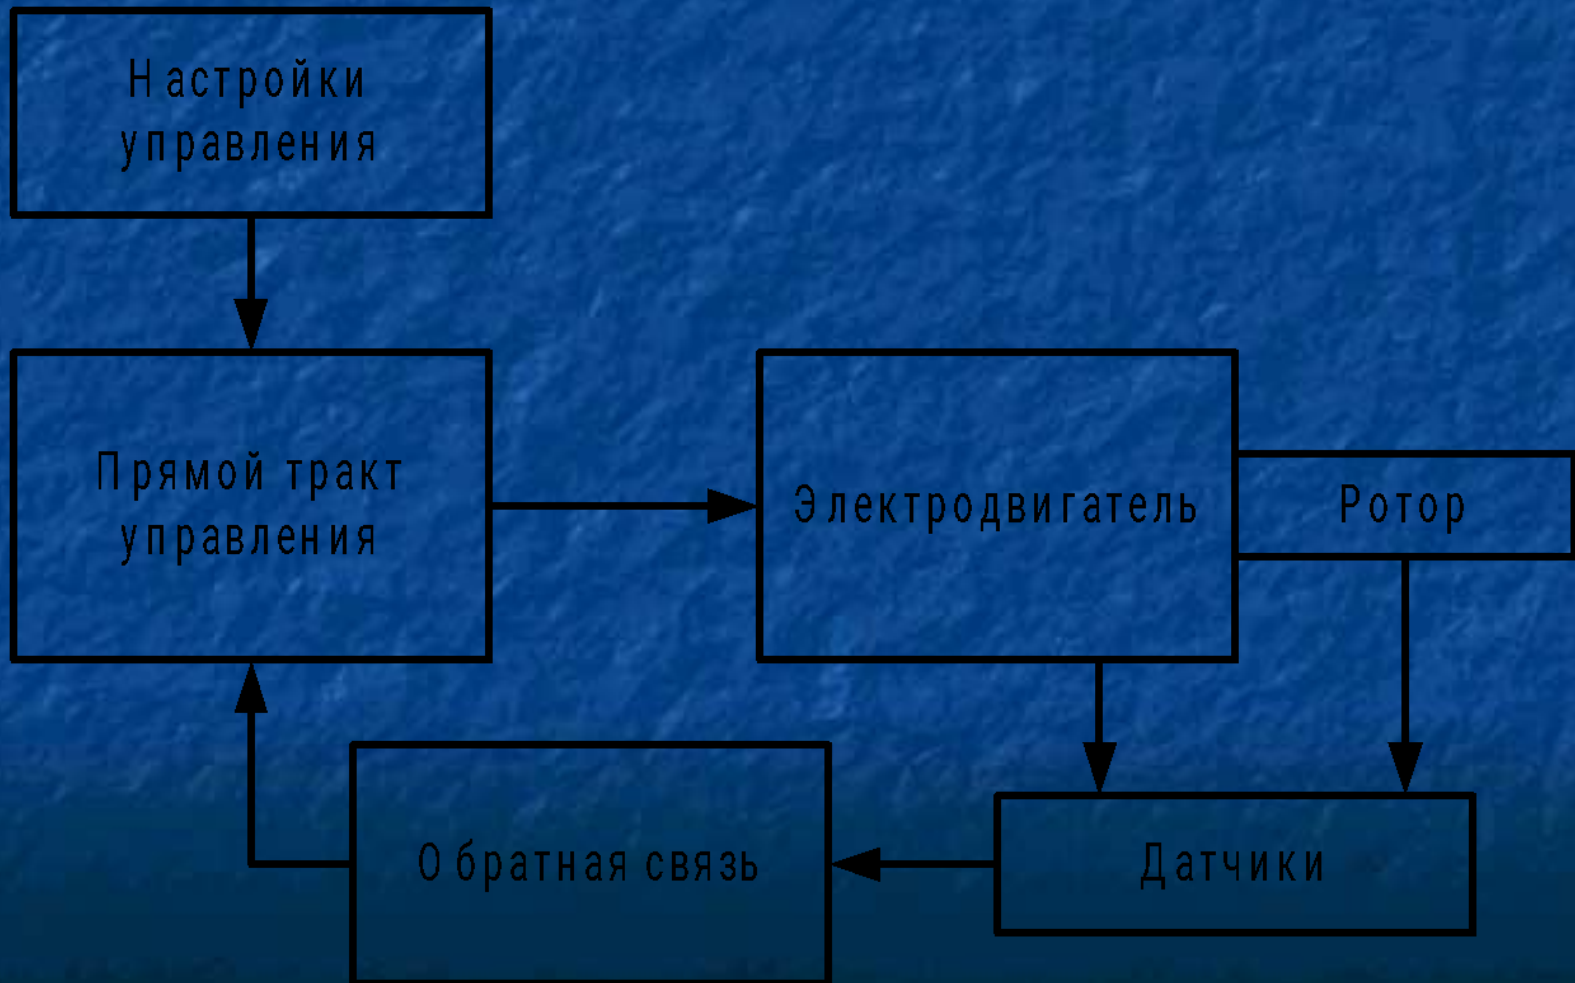 Настройки
управления
Прямой тракт
управления
Электродвигатель
Ротор
Обратная связь
Датчики